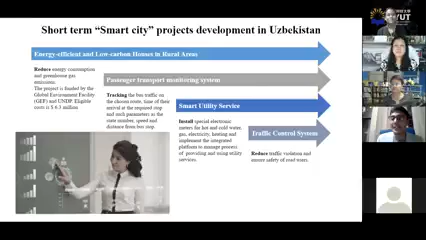 Short term “Smart city” projects development in Uzbekistan
Energy-efficient and Low-carbon Homes in Rural Areas
Reduce energy consumption
and greenhouse gas
emissions.
The project is funded by the
Global Environment Facility
(GEF) and UNDP. Eligible
costs is $ 6.3 million
Passenger transport monitoring system
Tracking the bus traffic on
the chosen route, time of their
arrival at the required stop
and such parameters as the
state number, speed and
distance from bus stop.
Smart Utility Service
Install special electronic
meters for hot and cold water,
gas, electricity, heating and
implement the integrated
platform to manage process
of providing and using utility
services.
Traffic Control System
Reduce traffic violation and
ensure safety of road users.